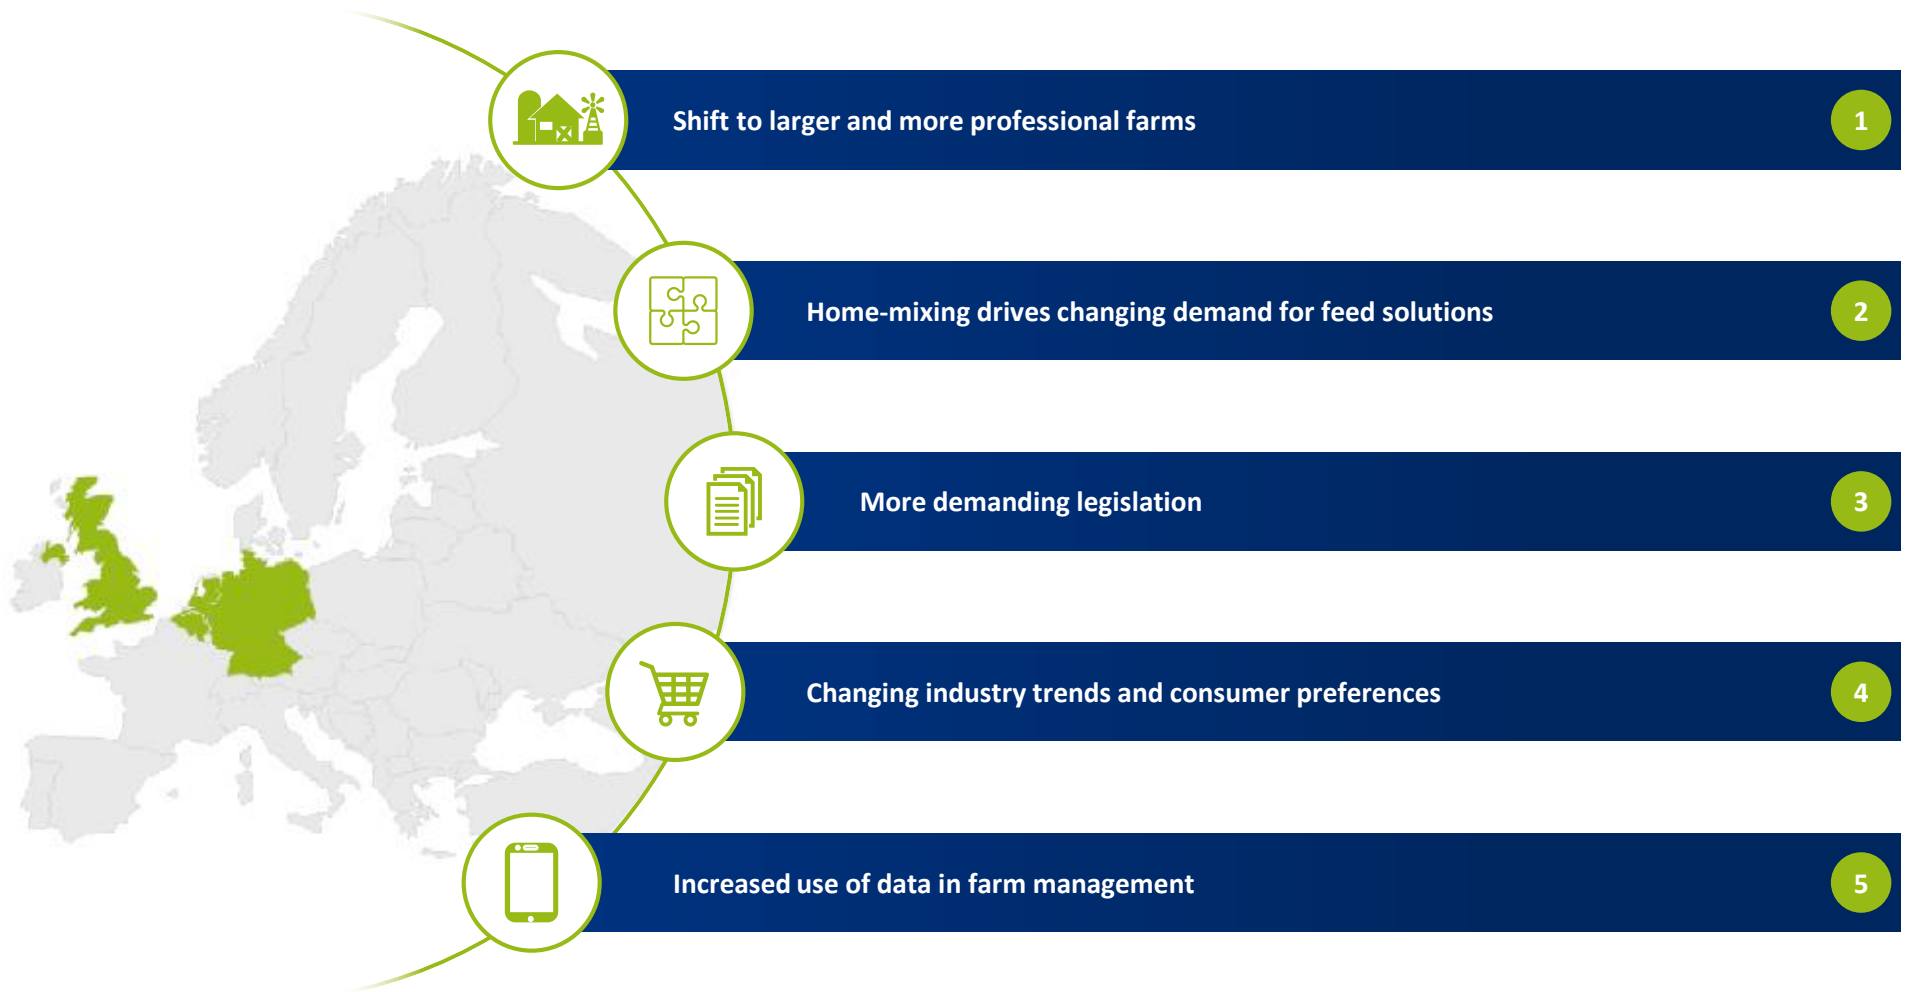 Shift to larger and more professional farms 1
Home-mixing drives changing demand for feed solutions 2
More demanding legislation 3
Changing industry trends and consumer preferences 4
Increased use of data in farm management 5